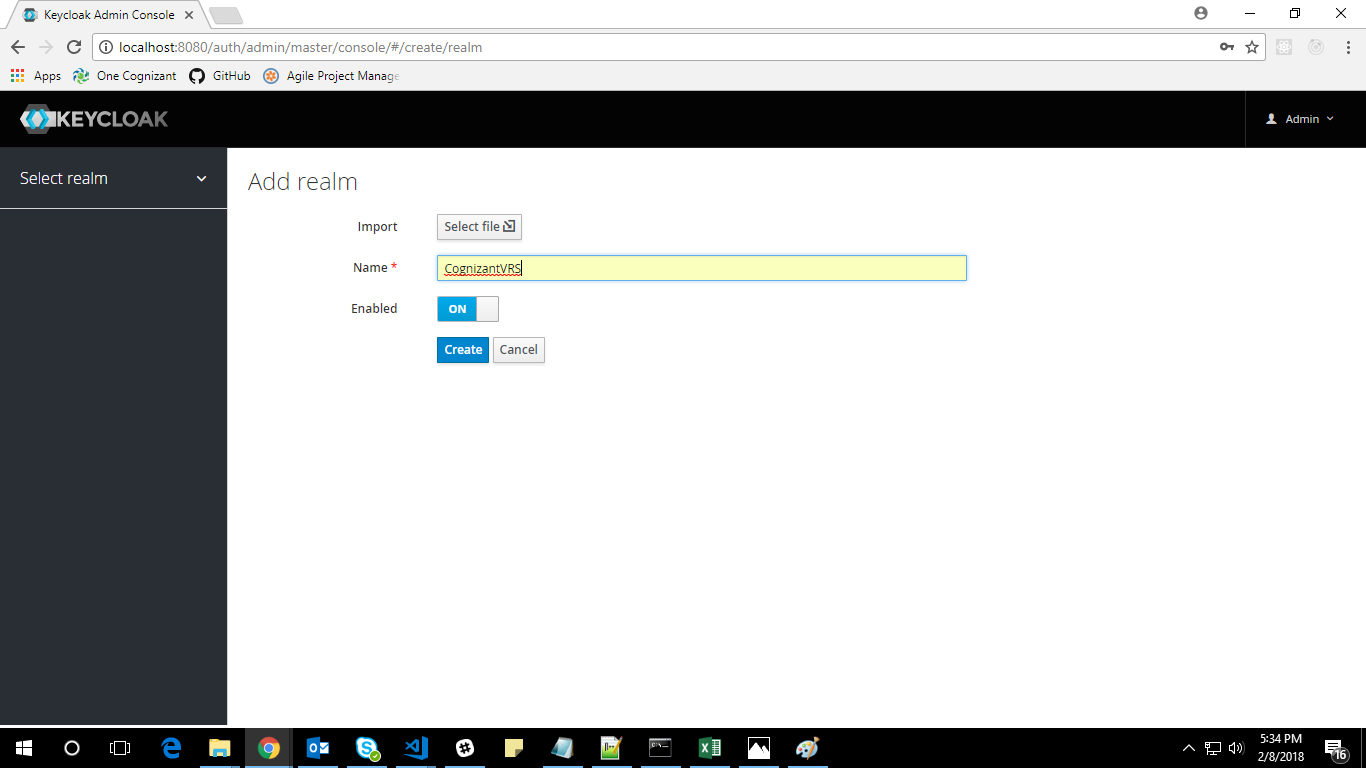 Keycloak Admin Console
localhost:8080/auth/admin/master/console/#/create/realm
Apps One Cognizant GitHub Agile Project Manage
KEYCLOAK
Admin
Select realm
Add realm
Import Select file
Name * CognizantVRS
Enabled ON
Create Cancel
5:34 PM
2/8/2018
16